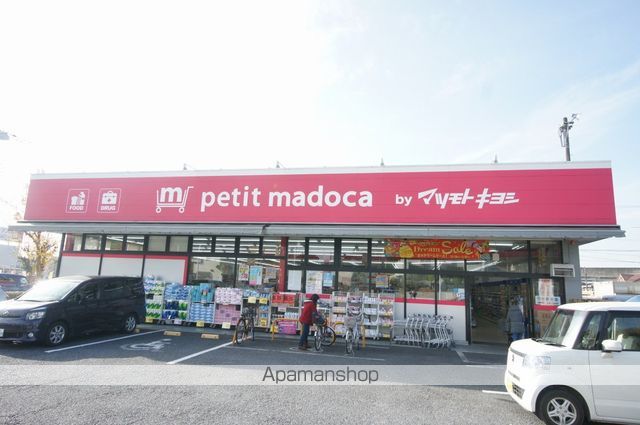 FOOD DRUG m petit madoca by マツモトキヨシ
Dream Sale
Apamanshop